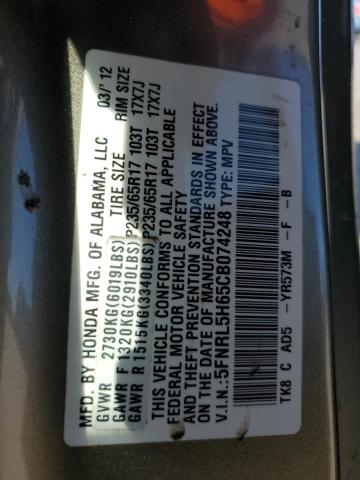 MFD. BY HONDA MFG. OF ALABAMA, LLC 03/'12
TIRE SIZE RIM SIZE
GVWR 2730KG(6019LBS)
GAWR F 1320KG(2910LBS) P235/65R17 103T 17X7J
GAWR R 1515KG(3340LBS) P235/65R17 103T 17X7J
THIS VEHICLE CONFORMS TO ALL APPLICABLE
FEDERAL MOTOR VEHICLE SAFETY
AND THEFT PREVENTION STANDARDS IN EFFECT
ON THE DATE OF MANUFACTURE SHOWN ABOVE.
V.I.N.:5FNRL5H65CB074248 TYPE: MPV
TK8 C AD5 -YR573M -F -B